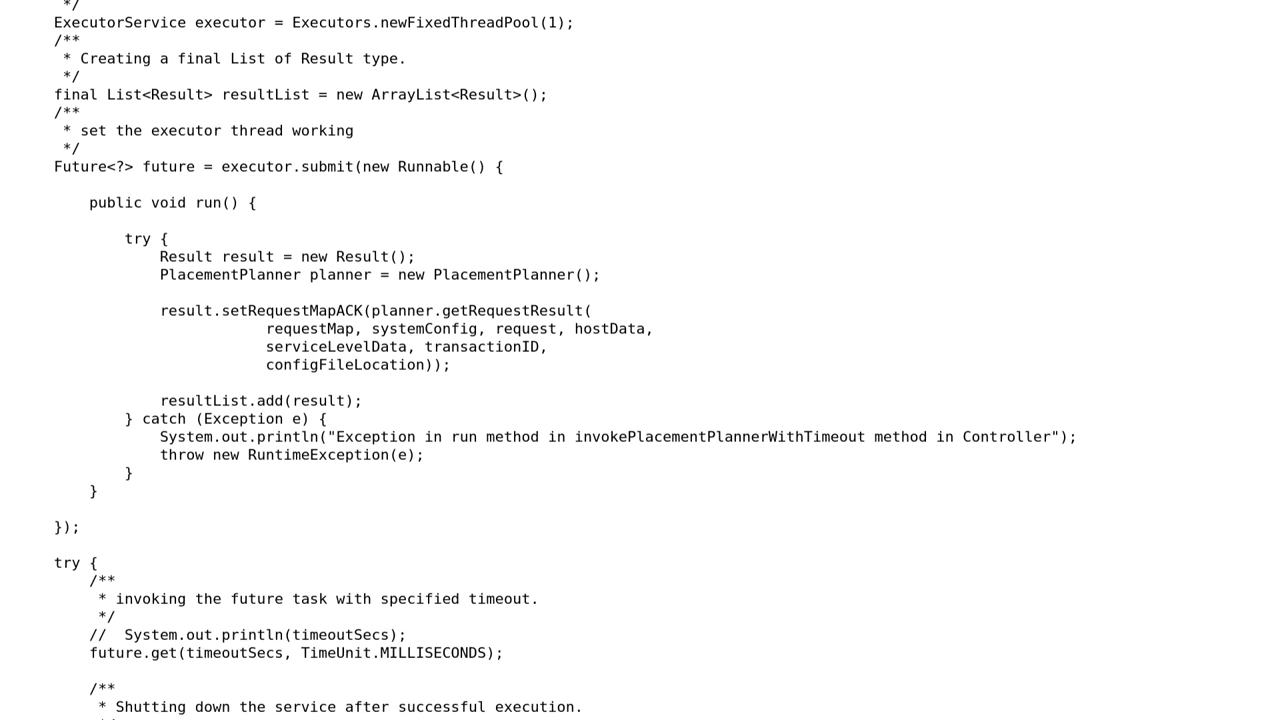 */
ExecutorService executor = Executors.newFixedThreadPool(1);
/**
* Creating a final List of Result type.
*/
final List<Result> resultList = new ArrayList<Result>();
/**
* set the executor thread working
*/
Future<?> future = executor.submit(new Runnable() {
public void run() {
try {
Result result = new Result();
PlacementPlanner planner = new PlacementPlanner();
result.setRequestMapACK(planner.getRequestResult(
requestMap, systemConfig, request, hostData,
serviceLevelData, transactionID,
configFileLocation));
resultList.add(result);
} catch (Exception e) {
System.out.println("Exception in run method in invokePlacementPlannerWithTimeout method in Controller");
throw new RuntimeException(e);
}
}
});
try {
/**
* invoking the future task with specified timeout.
*/
//  System.out.println(timeoutSecs);
future.get(timeoutSecs, TimeUnit.MILLISECONDS);
/**
* Shutting down the service after successful execution.
*/